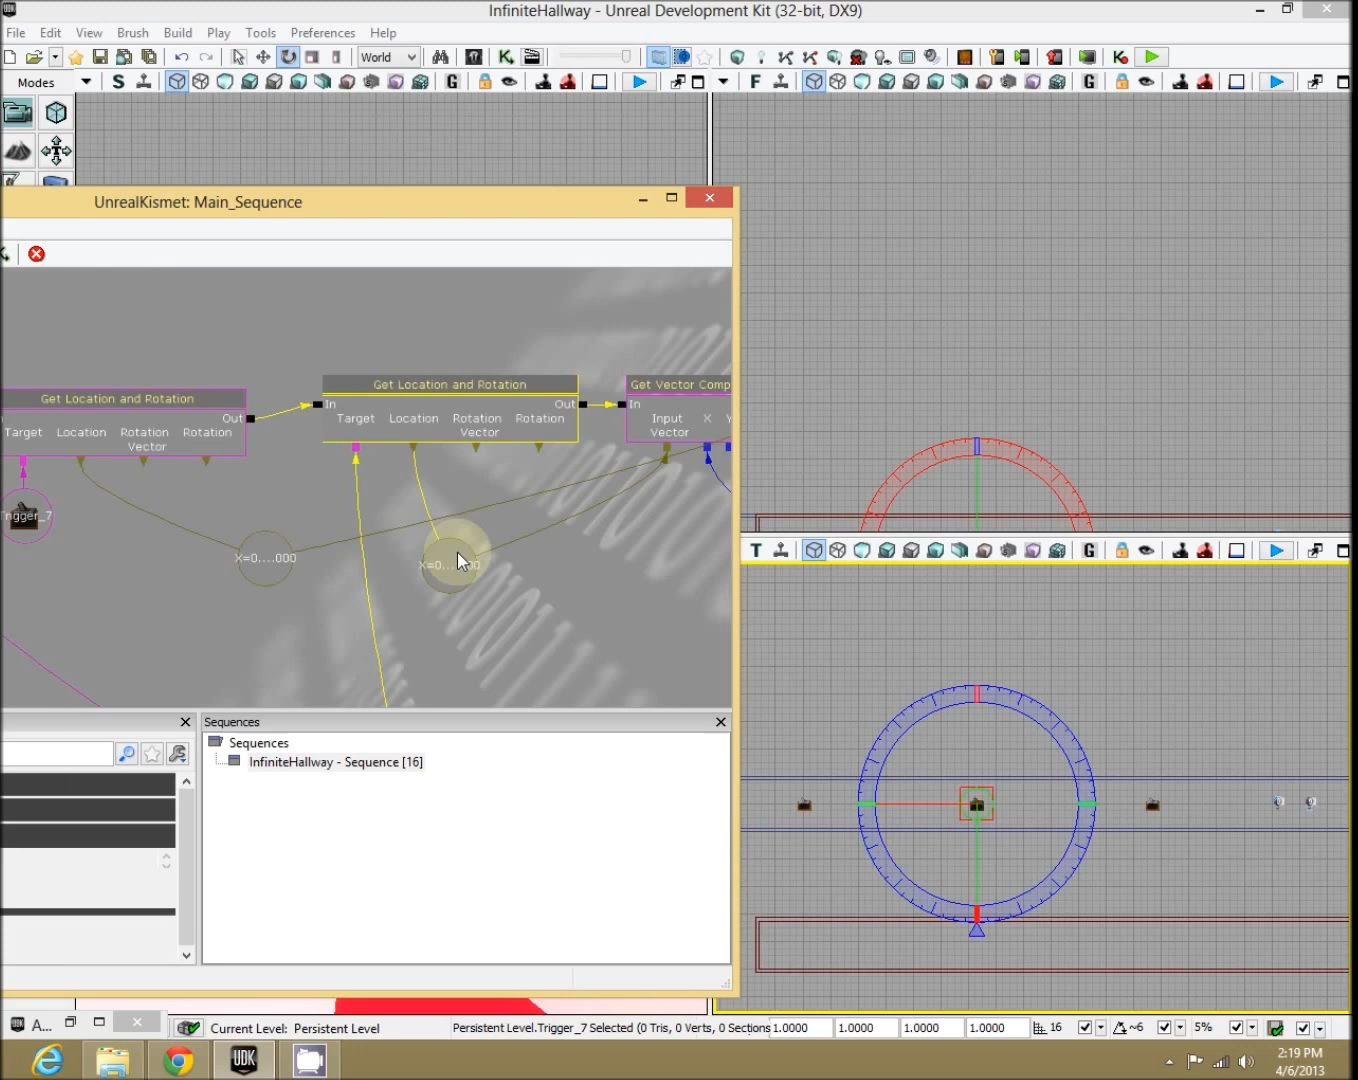 InfiniteHallway - Unreal Development Kit (32-bit, DX9)
File Edit View Brush Build Play Tools Preferences Help
World
Modes
S G F G
UnrealKismet: Main_Sequence
Get Location and Rotation
Out
Target Location Rotation Vector Rotation
Trigger_7
X=0....000
Get Location and Rotation
In Out
Target Location Rotation Vector Rotation
Get Vector Comp
In
Input Vector X Y
Sequences
Sequences
InfiniteHallway - Sequence [16]
T G
A... Current Level: Persistent Level Persistent Level.Trigger_7 Selected (0 Tris, 0 Verts, 0 Sections 1.0000 1.0000 1.0000 1.0000 16 ~6 5%
UDK
2:19 PM
4/6/2013